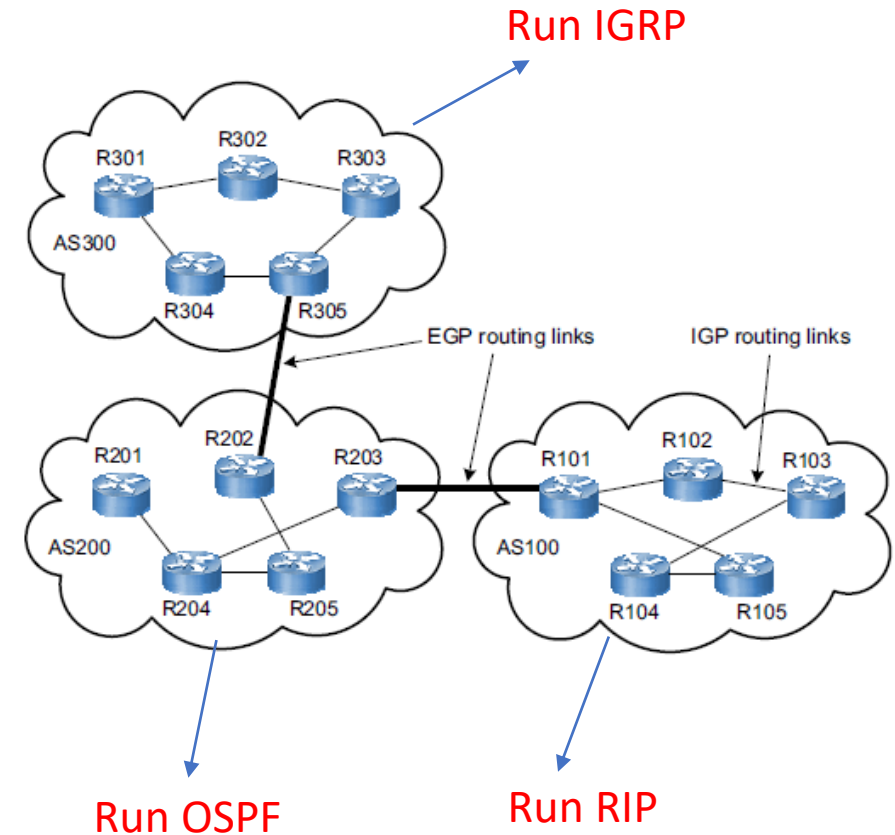 Run IGRP
R302
R301
R303
AS300
R304
R305
EGP routing links
IGP routing links
R202
R201
R203
R102
R101
R103
AS200
AS100
R204
R205
R104
R105
Run OSPF
Run RIP